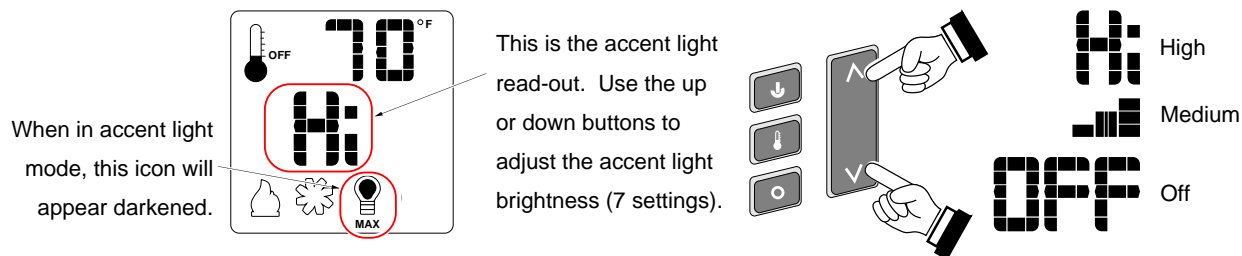 When in accent light
mode, this icon will
appear darkened.
70°F
OFF
Hi
MAX
This is the accent light
read-out. Use the up
or down buttons to
adjust the accent light
brightness (7 settings).
Hi High
Medium
OFF Off